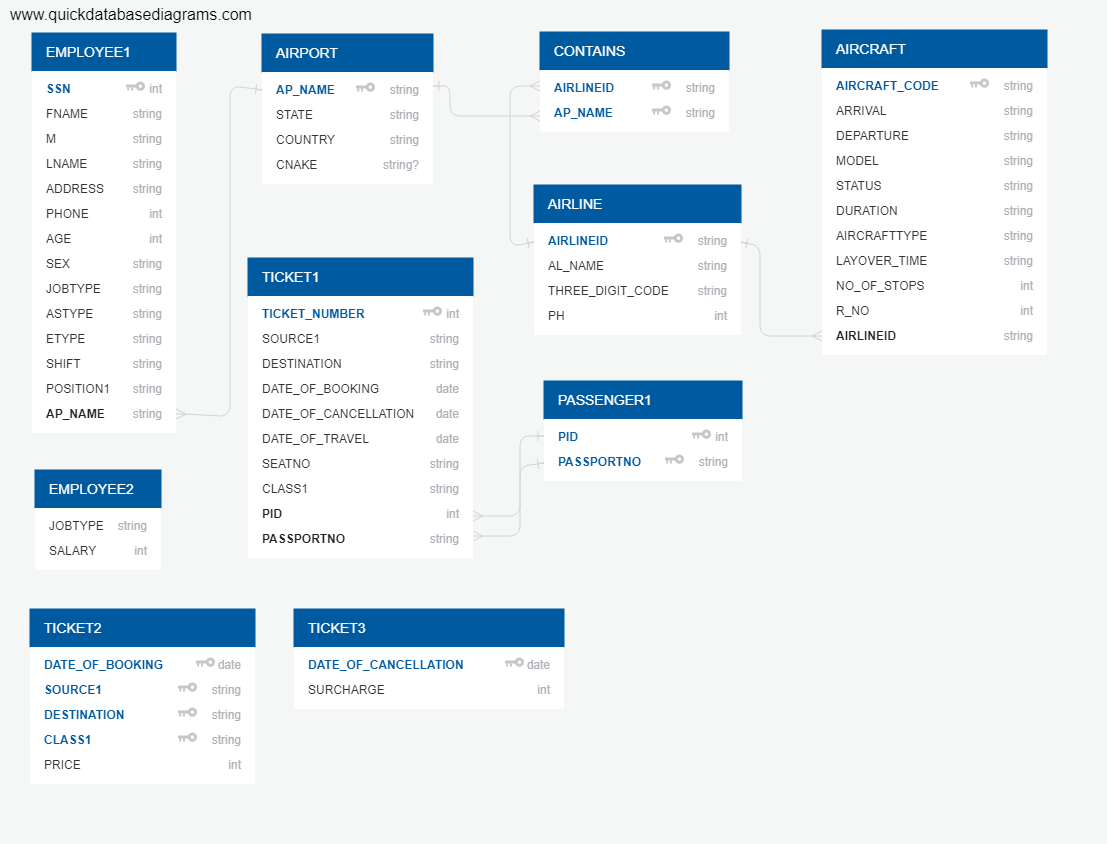 www.quickdatabasediagrams.com
EMPLOYEE1
SSN int
FNAME string
M string
LNAME string
ADDRESS string
PHONE int
AGE int
SEX string
JOBTYPE string
ASTYPE string
ETYPE string
SHIFT string
POSITION1 string
AP_NAME string
AIRPORT
AP_NAME string
STATE string
COUNTRY string
CNAKE string?
CONTAINS
AIRLINEID string
AP_NAME string
AIRCRAFT
AIRCRAFT_CODE string
ARRIVAL string
DEPARTURE string
MODEL string
STATUS string
DURATION string
AIRCRAFTTYPE string
LAYOVER_TIME string
NO_OF_STOPS int
R_NO int
AIRLINEID string
AIRLINE
AIRLINEID string
AL_NAME string
THREE_DIGIT_CODE string
PH int
TICKET1
TICKET_NUMBER int
SOURCE1 string
DESTINATION string
DATE_OF_BOOKING date
DATE_OF_CANCELLATION date
DATE_OF_TRAVEL date
SEATNO string
CLASS1 string
PID int
PASSPORTNO string
PASSENGER1
PID int
PASSPORTNO string
EMPLOYEE2
JOBTYPE string
SALARY int
TICKET2
DATE_OF_BOOKING date
SOURCE1 string
DESTINATION string
CLASS1 string
PRICE int
TICKET3
DATE_OF_CANCELLATION date
SURCHARGE int